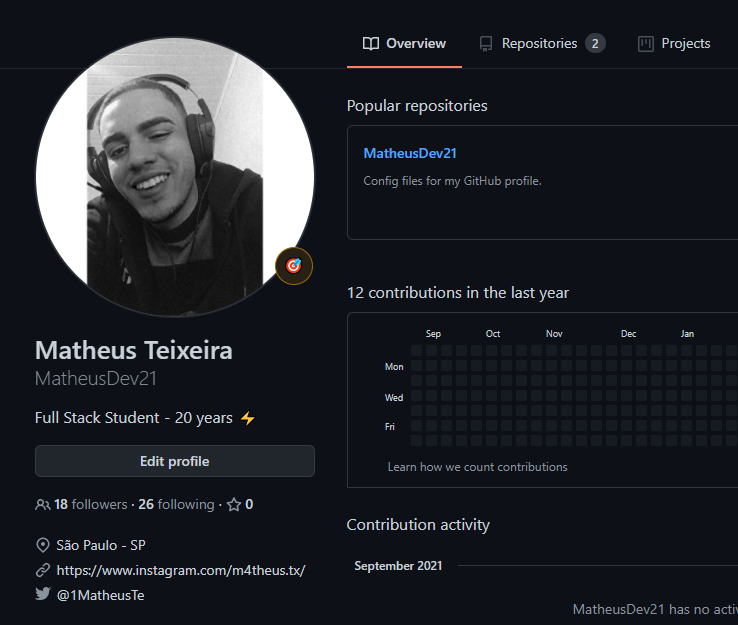 Overview
Repositories 2
Projects
Popular repositories
MatheusDev21
Config files for my GitHub profile.
12 contributions in the last year
Sep Oct Nov Dec Jan
Mon
Wed
Fri
Learn how we count contributions
Contribution activity
September 2021
MatheusDev21 has no activ
Matheus Teixeira
MatheusDev21
Full Stack Student - 20 years ⚡
Edit profile
18 followers · 26 following · 0
São Paulo - SP
https://www.instagram.com/m4theus.tx/
@1MatheusTe